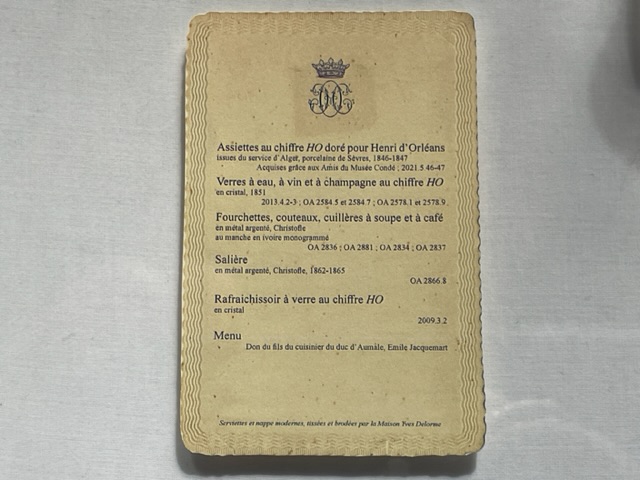 Assiettes au chiffre HO doré pour Henri d'Orléans
issues du service d'Alger, porcelaine de Sèvres, 1846-1847
Acquises grâce aux Amis du Musée Condé ; 2021.5 46-47
Verres à eau, à vin et à champagne au chiffre HO
en cristal, 1851
2013.4.2-3 ; OA 2584.5 et 2584.7 ; OA 2578.1 et 2578.9
Fourchettes, couteaux, cuillères à soupe et à café
en métal argenté, Christofle
au manche en ivoire monogrammé
OA 2836 ; OA 2881 ; OA 2834 ; OA 2837
Salière
en métal argenté, Christofle, 1862-1865
OA 2866.8
Rafraichissoir à verre au chiffre HO
en cristal
2009.3.2
Menu
Don du fils du cuisinier du duc d'Aumale, Emile Jacquemart
Serviettes et nappe modernes, tissées et brodées par la Maison Yves Delorme